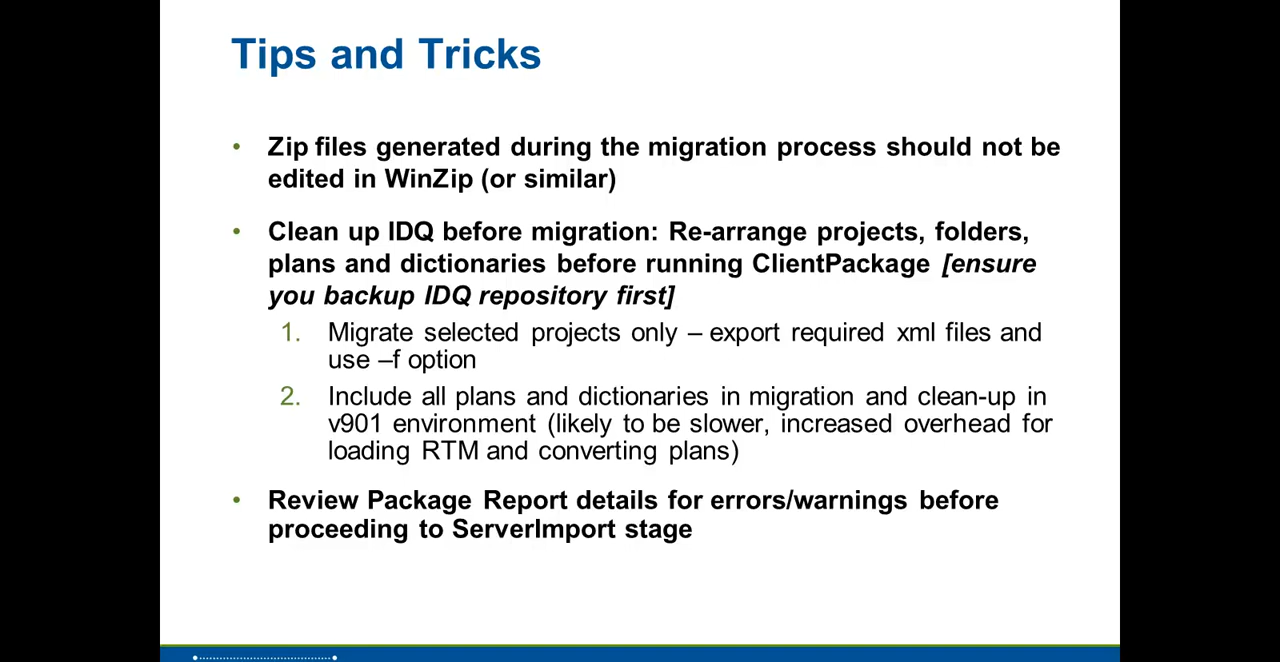 Tips and Tricks
• Zip files generated during the migration process should not be
edited in WinZip (or similar)
• Clean up IDQ before migration: Re-arrange projects, folders,
plans and dictionaries before running ClientPackage [ensure
you backup IDQ repository first]
1. Migrate selected projects only – export required xml files and
use –f option
2. Include all plans and dictionaries in migration and clean-up in
v901 environment (likely to be slower, increased overhead for
loading RTM and converting plans)
• Review Package Report details for errors/warnings before
proceeding to ServerImport stage